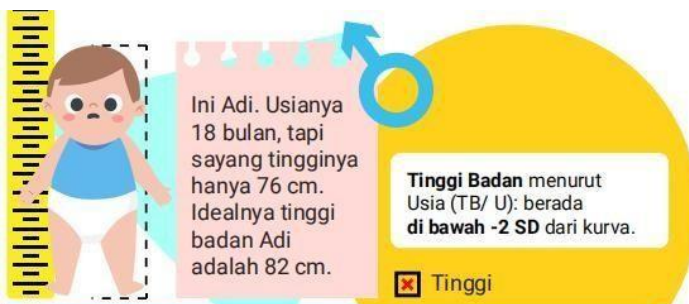 Ini Adi. Usianya
18 bulan, tapi
sayang tingginya
hanya 76 cm.
Idealnya tinggi
badan Adi
adalah 82 cm.
Tinggi Badan menurut
Usia (TB/ U): berada
di bawah -2 SD dari kurva.
Tinggi